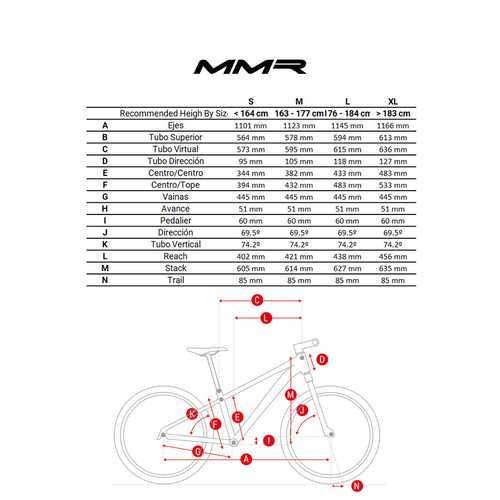 MMR
S M L XL
Recommended Heigh By Size < 164 cm 163 - 177 cm 176 - 184 cm > 183 cm
A Ejes 1101 mm 1123 mm 1145 mm 1166 mm
B Tubo Superior 564 mm 578 mm 594 mm 613 mm
C Tubo Virtual 573 mm 595 mm 615 mm 636 mm
D Tubo Dirección 95 mm 105 mm 118 mm 127 mm
E Centro/Centro 344 mm 382 mm 433 mm 483 mm
F Centro/Tope 394 mm 432 mm 483 mm 533 mm
G Vainas 445 mm 445 mm 445 mm 445 mm
H Avance 51 mm 51 mm 51 mm 51 mm
I Pedalier 60 mm 60 mm 60 mm 60 mm
J Dirección 69.5º 69.5º 69.5º 69.5º
K Tubo Vertical 74.2º 74.2º 74.2º 74.2º
L Reach 402 mm 421 mm 438 mm 456 mm
M Stack 605 mm 614 mm 627 mm 635 mm
N Trail 85 mm 85 mm 85 mm 85 mm
C
L
D
M
K
J
E
F
I
G
A
N